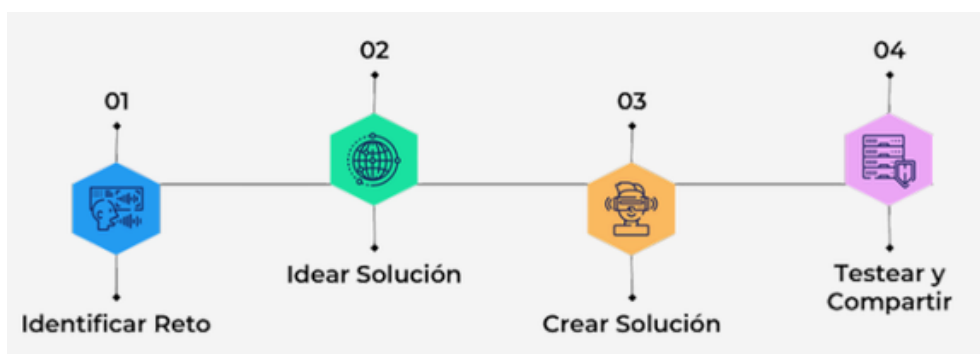 01
Identificar Reto
02
Idear Solución
03
Crear Solución
04
Testear y
Compartir